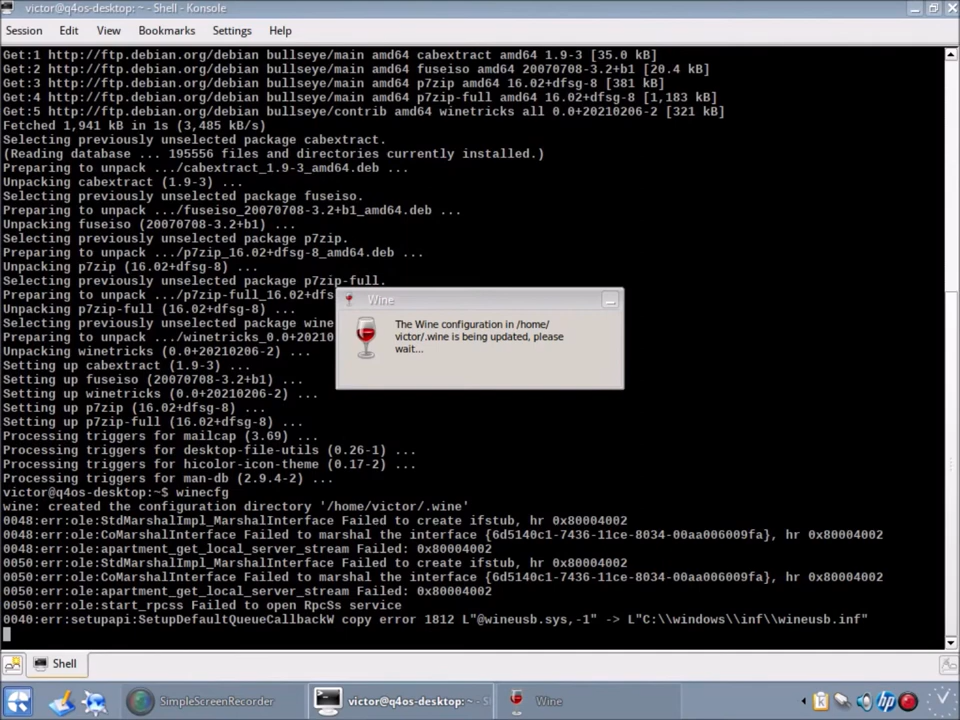 victor@q4os-desktop: ~ - Shell - Konsole
Session Edit View Bookmarks Settings Help
Get:1 http://ftp.debian.org/debian bullseye/main amd64 cabextract amd64 1.9-3 [35.0 kB]
Get:2 http://ftp.debian.org/debian bullseye/main amd64 fuseiso amd64 20070708-3.2+b1 [20.4 kB]
Get:3 http://ftp.debian.org/debian bullseye/main amd64 p7zip amd64 16.02+dfsg-8 [381 kB]
Get:4 http://ftp.debian.org/debian bullseye/main amd64 p7zip-full amd64 16.02+dfsg-8 [1,183 kB]
Get:5 http://ftp.debian.org/debian bullseye/contrib amd64 winetricks all 0.0+20210206-2 [321 kB]
Fetched 1,941 kB in 1s (3,485 kB/s)
Selecting previously unselected package cabextract.
(Reading database ... 195556 files and directories currently installed.)
Preparing to unpack .../cabextract_1.9-3_amd64.deb ...
Unpacking cabextract (1.9-3) ...
Selecting previously unselected package fuseiso.
Preparing to unpack .../fuseiso_20070708-3.2+b1_amd64.deb ...
Unpacking fuseiso (20070708-3.2+b1) ...
Selecting previously unselected package p7zip.
Preparing to unpack .../p7zip_16.02+dfsg-8_amd64.deb ...
Unpacking p7zip (16.02+dfsg-8) ...
Selecting previously unselected package p7zip-full.
Preparing to unpack .../p7zip-full_16.02+dfs
Unpacking p7zip-full (16.02+dfsg-8) ...
Selecting previously unselected package wine
Preparing to unpack .../winetricks_0.0+20210
Unpacking winetricks (0.0+20210206-2) ...
Setting up cabextract (1.9-3) ...
Setting up fuseiso (20070708-3.2+b1) ...
Setting up winetricks (0.0+20210206-2) ...
Setting up p7zip (16.02+dfsg-8) ...
Setting up p7zip-full (16.02+dfsg-8) ...
Processing triggers for mailcap (3.69) ...
Processing triggers for desktop-file-utils (0.26-1) ...
Processing triggers for hicolor-icon-theme (0.17-2) ...
Processing triggers for man-db (2.9.4-2) ...
victor@q4os-desktop:~$ winecfg
wine: created the configuration directory '/home/victor/.wine'
0048:err:ole:StdMarshalImpl_MarshalInterface Failed to create ifstub, hr 0x80004002
0048:err:ole:CoMarshalInterface Failed to marshal the interface {6d5140c1-7436-11ce-8034-00aa006009fa}, hr 0x80004002
0048:err:ole:apartment_get_local_server_stream Failed: 0x80004002
0050:err:ole:StdMarshalImpl_MarshalInterface Failed to create ifstub, hr 0x80004002
0050:err:ole:CoMarshalInterface Failed to marshal the interface {6d5140c1-7436-11ce-8034-00aa006009fa}, hr 0x80004002
0050:err:ole:apartment_get_local_server_stream Failed: 0x80004002
0050:err:ole:start_rpcss Failed to open RpcSs service
0040:err:setupapi:SetupDefaultQueueCallbackW copy error 1812 L"@wineusb.sys,-1" -> L"C:\\windows\\inf\\wineusb.inf"
Wine
The Wine configuration in /home/
victor/.wine is being updated, please
wait...
Shell
SimpleScreenRecorder victor@q4os-desktop: ~ - S Wine hp